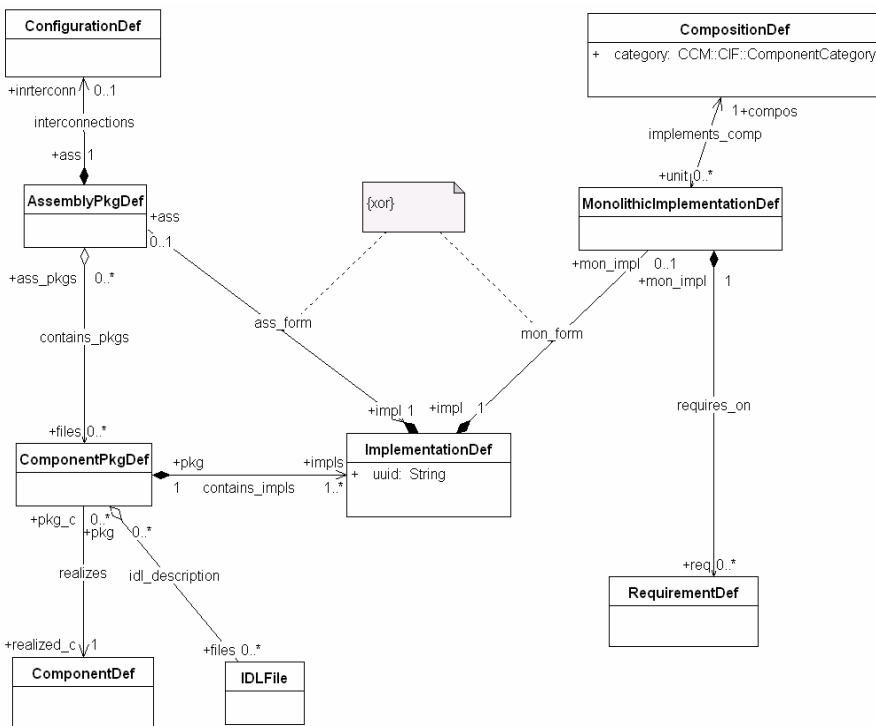 ConfigurationDef
CompositionDef
+ category: CCM::CIF::ComponentCategory
+inrterconn 0..1
interconnections
+ass 1
1 +compos
implements_comp
+unit 0..*
AssemblyPkgDef
{xor}
MonolithicImplementationDef
+ass
0..1
+mon_impl 0..1
+mon_impl 1
+ass_pkgs 0..*
ass_form
mon_form
contains_pkgs
requires_on
+impl 1
+impl 1
+files 0..*
ComponentPkgDef
ImplementationDef
+ uuid: String
+pkg +impls
1 contains_impls 1..*
+pkg_c 0..*
+pkg 0..*
realizes
idl_description
+req 0..*
RequirementDef
+realized_c 1
+files 0..*
ComponentDef
IDLFile